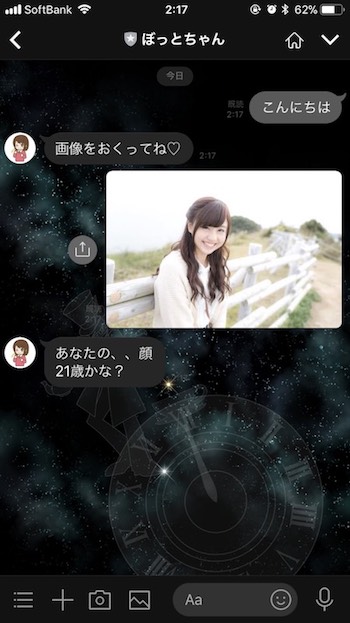 SoftBank 2:17 62%
ぼっとちゃん
今日
既読
2:17
こんにちは
画像をおくってね♡
2:17
あなたの、、顔
21歳かな？
Aa